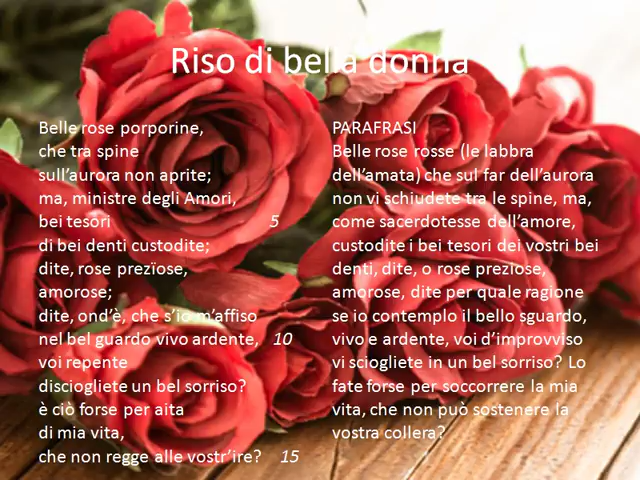 Riso di bella donna
Belle rose porporine,
che tra spine
sull’aurora non aprite;
ma, ministre degli Amori,
bei tesori 5
di bei denti custodite;
dite, rose prezïose,
amorose;
dite, ond’è, che s’io m’affiso
nel bel guardo vivo ardente, 10
voi repente
disciogliete un bel sorriso?
è ciò forse per aita
di mia vita,
che non regge alle vostr’ire? 15
PARAFRASI
Belle rose rosse (le labbra
dell’amata) che sul far dell’aurora
non vi schiudete tra le spine, ma,
come sacerdotesse dell’amore,
custodite i bei tesori dei vostri bei
denti, dite, o rose preziose,
amorose, dite per quale ragione
se io contemplo il bello sguardo,
vivo e ardente, voi d’improvviso
vi sciogliete in un bel sorriso? Lo
fate forse per soccorrere la mia
vita, che non può sostenere la
vostra collera?